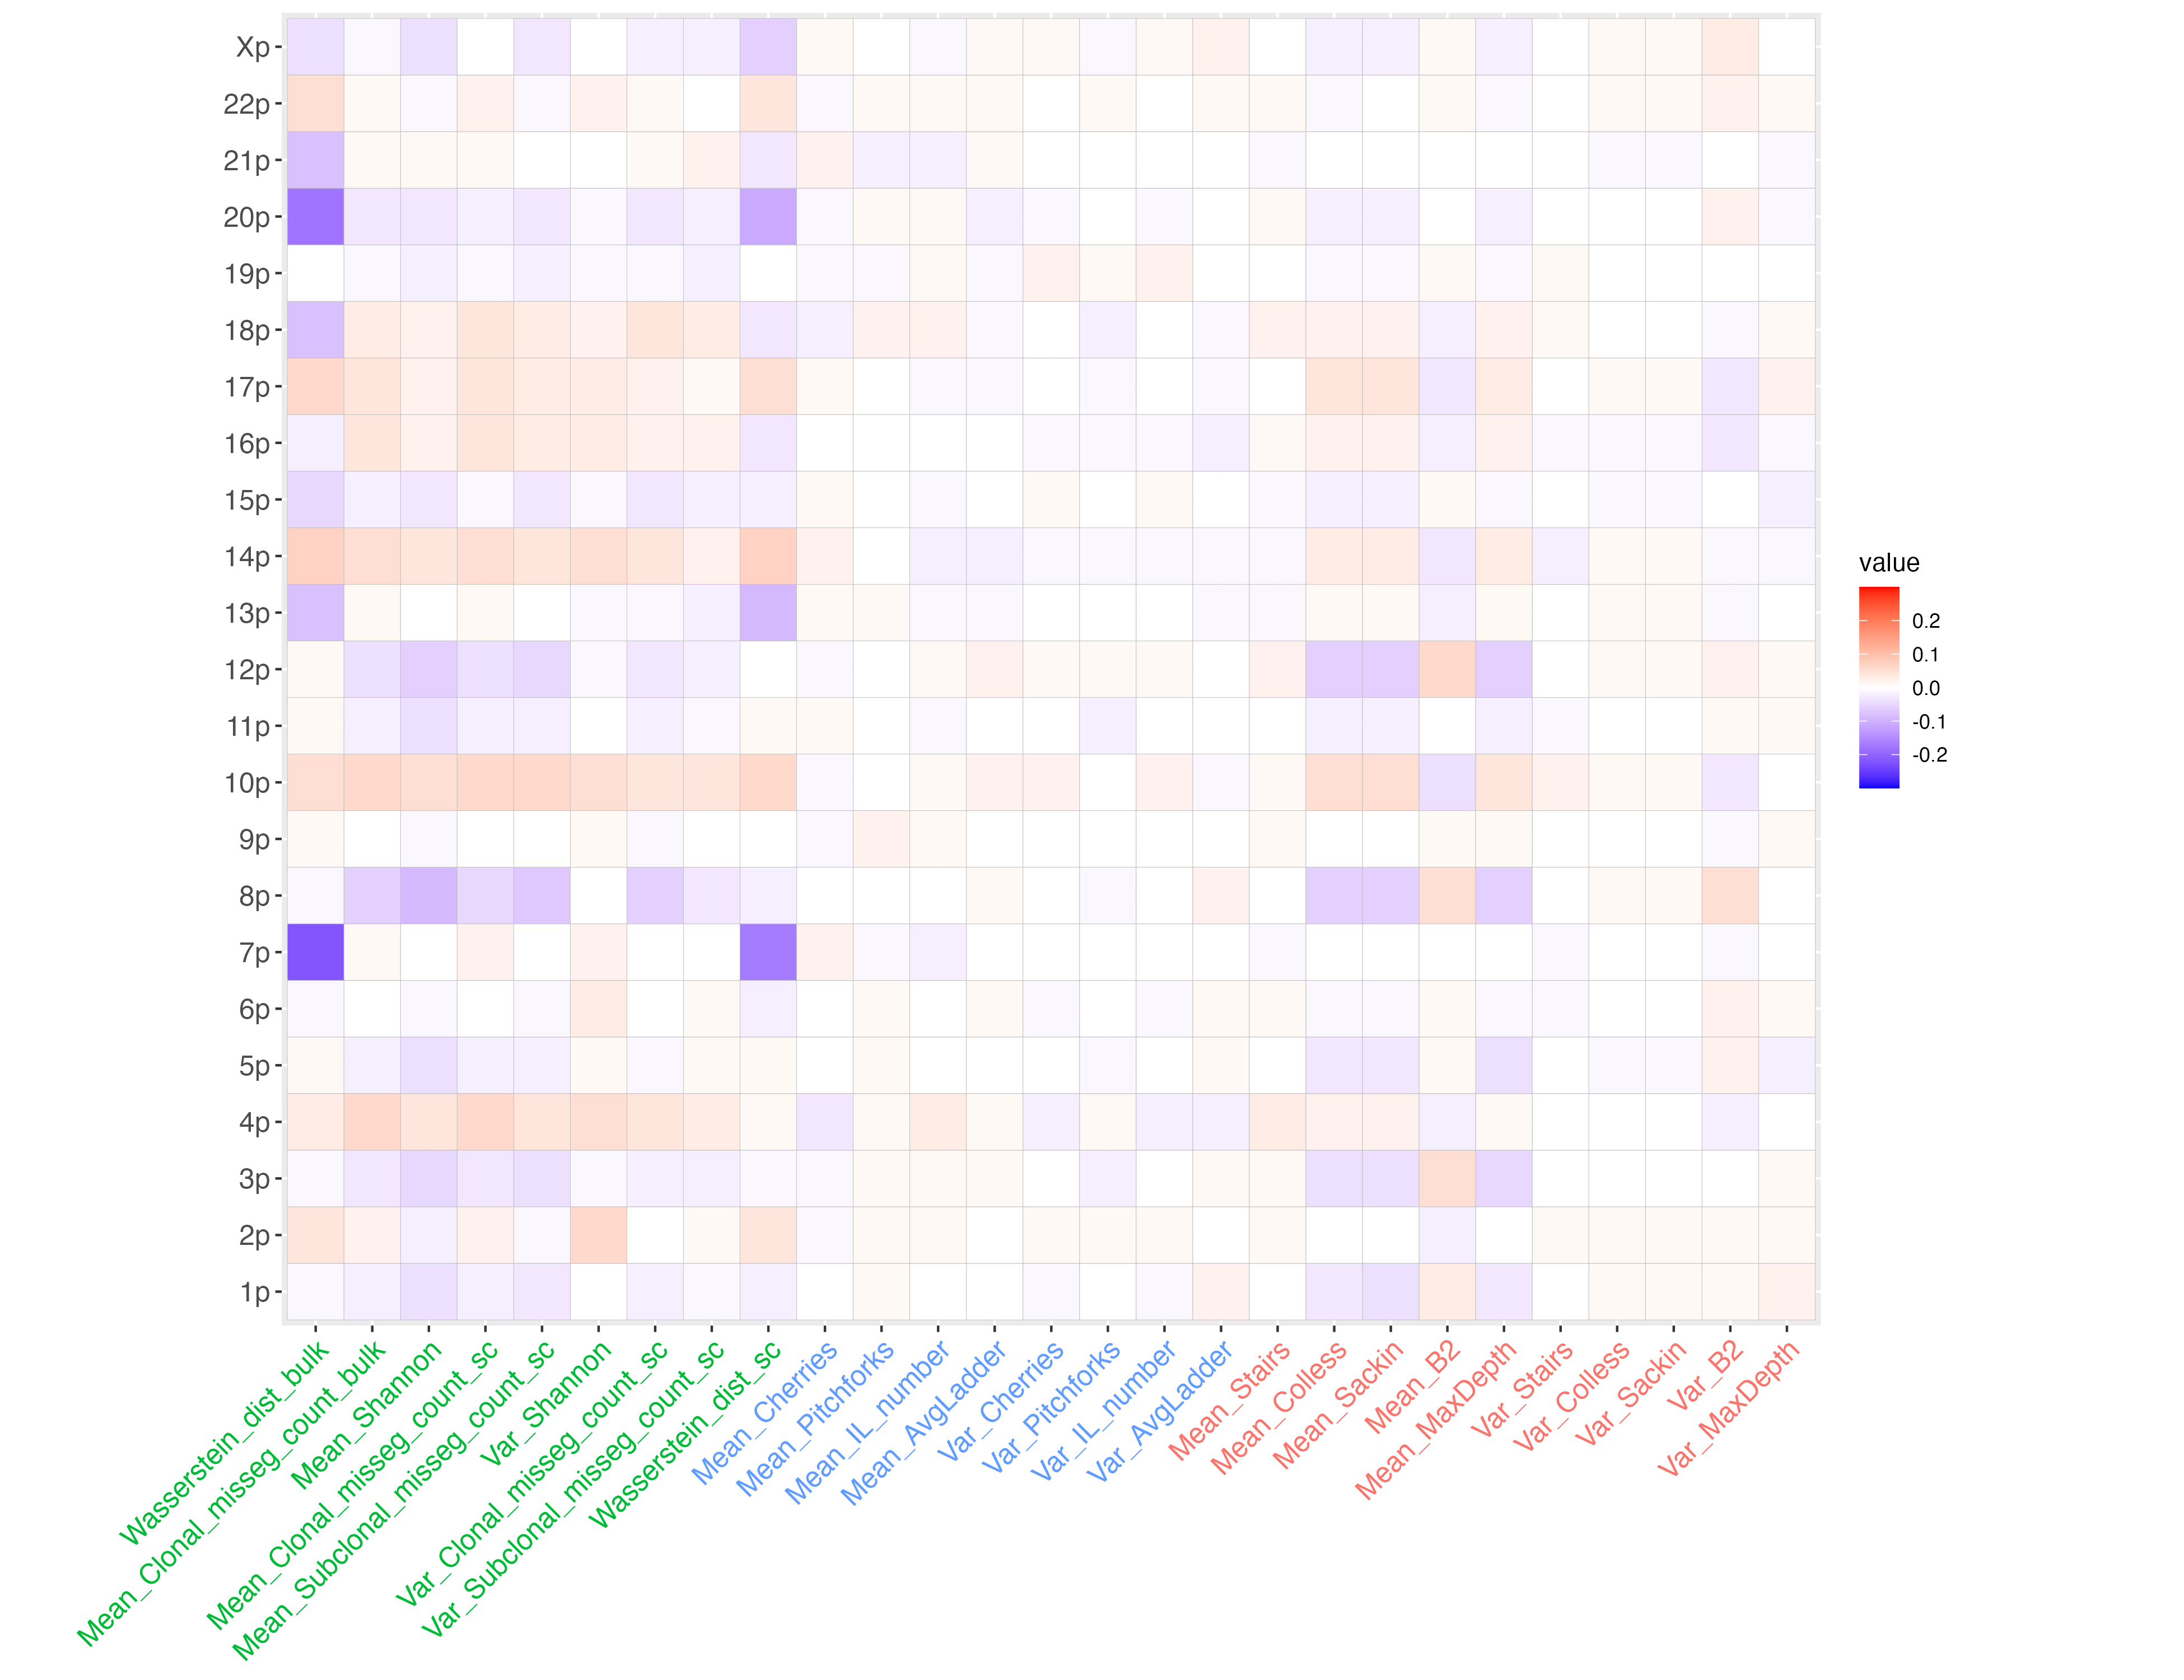 Xp
22p
21p
20p
19p
18p
17p
16p
15p
14p
13p
12p
11p
10p
9p
8p
7p
6p
5p
4p
3p
2p
1p
Wasserstein_dist_bulk
Mean_Clonal_misseg_count_bulk
Mean_Shannon
Mean_Clonal_misseg_count_sc
Mean_Subclonal_misseg_count_sc
Var_Shannon
Var_Clonal_misseg_count_sc
Var_Subclonal_misseg_count_sc
Wasserstein_dist_sc
Mean_Cherries
Mean_Pitchforks
Mean_IL_number
Mean_AvgLadder
Var_Cherries
Var_Pitchforks
Var_IL_number
Var_AvgLadder
Mean_Stairs
Mean_Colless
Mean_Sackin
Mean_B2
Mean_MaxDepth
Var_Stairs
Var_Colless
Var_Sackin
Var_B2
Var_MaxDepth
value
0.2
0.1
0.0
-0.1
-0.2